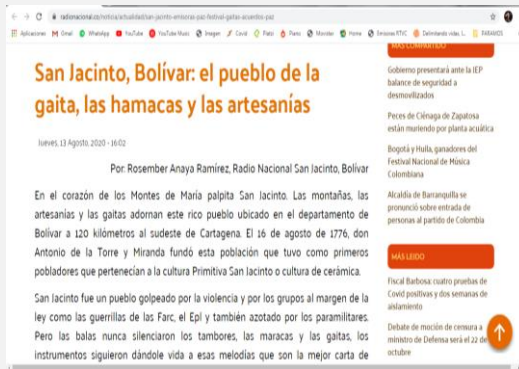 radionacional.co/noticia/actualidad/san-jacinto-emisoras-paz-festival-gaitas-acuerdos-paz
Aplicaciones Gmail WhatsApp YouTube YouTube Music Imagen Covid Paty Piano Monitor Home Emisoras RTVC Delimitando vidas, L... PARAMOS
San Jacinto, Bolívar: el pueblo de la
gaita, las hamacas y las artesanías
Jueves, 13 Agosto, 2020 - 16:02
Por: Rosember Anaya Ramírez, Radio Nacional San Jacinto, Bolívar
En el corazón de los Montes de María palpita San Jacinto. Las montañas, las
artesanías y las gaitas adornan este rico pueblo ubicado en el departamento de
Bolívar a 120 kilómetros al sudeste de Cartagena. El 16 de agosto de 1776, don
Antonio de la Torre y Miranda fundó esta población que tuvo como primeros
pobladores que pertenecían a la cultura Primitiva San Jacinto o cultura de cerámica.
San Jacinto fue un pueblo golpeado por la violencia y por los grupos al margen de la
ley como las guerrillas de las Farc, el Epl y también azotado por los paramilitares.
Pero las balas nunca silenciaron los tambores, las maracas y las gaitas, los
instrumentos siguieron dándole vida a esas melodías que son la mejor carta de
MÁS COMPARTIDO
Gobierno presentará ante la JEP
balance de seguridad a
desmovilizados
Peces de Ciénaga de Zapatosa
están muriendo por planta acuática
Bogotá y Huila, ganadores del
Festival Nacional de Música
Colombiana
Alcaldía de Barranquilla se
pronunció sobre entrada de
personas al partido de Colombia
MÁS LEIDO
Fiscal Barbosa: cuatro pruebas de
Covid positivas y dos semanas de
aislamiento
Debate de moción de censura a
ministro de Defensa será el 22 de
octubre